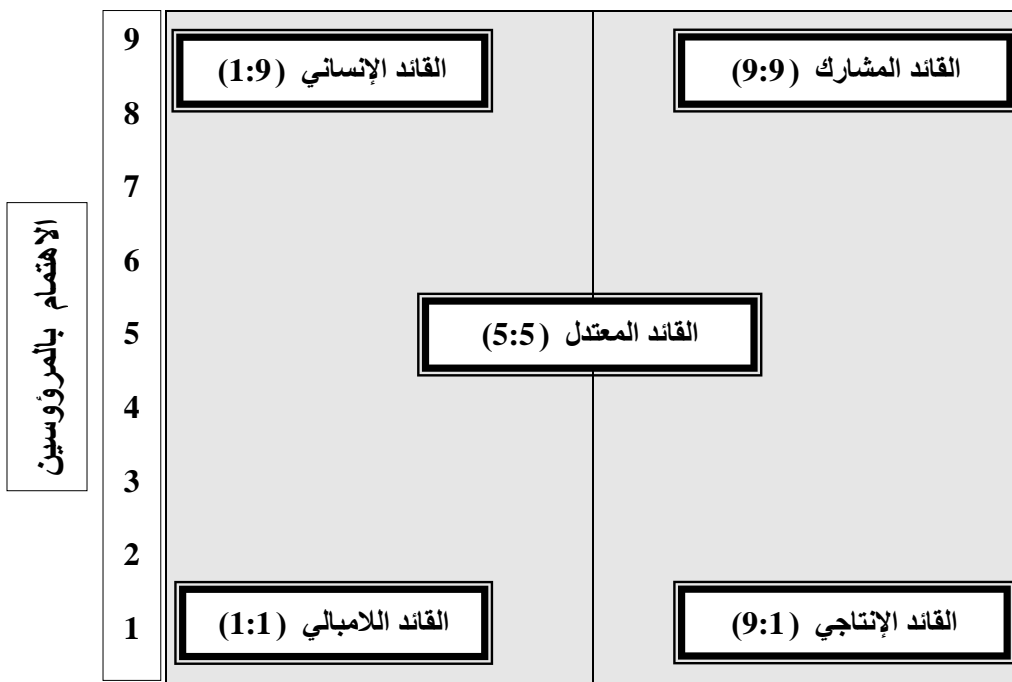 9
القائد الإنساني (1:9)
القائد المشارك (9:9)
8
7
6
القائد المعتدل (5:5)
5
4
3
2
1
القائد اللامبالي (1:1)
القائد الإنتاجي (9:1)
الاهتمام بالمرؤوسين